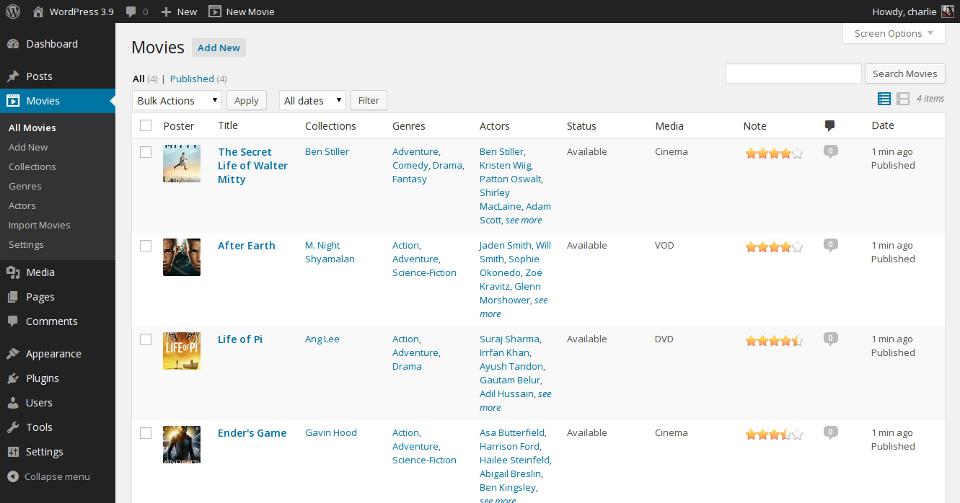 WordPress 3.9 0 New New Movie Howdy, charlie
Screen Options
Dashboard
Posts
Movies
All Movies
Add New
Collections
Genres
Actors
Import Movies
Settings
Media
Pages
Comments
Appearance
Plugins
Users
Tools
Settings
Collapse menu
Movies Add New
All (4) | Published (4)
Search Movies
Bulk Actions Apply All dates Filter
4 items
Poster Title Collections Genres Actors Status Media Note Date
The Secret
Life of Walter
Mitty
Ben Stiller
Adventure,
Comedy, Drama,
Fantasy
Ben Stiller,
Kristen Wiig,
Patton Oswalt,
Shirley
MacLaine, Adam
Scott, see more
Available
Cinema
0
1 min ago
Published
After Earth
M. Night
Shyamalan
Action,
Adventure,
Science-Fiction
Jaden Smith, Will
Smith, Sophie
Okonedo, Zoë
Kravitz, Glenn
Morshower, see
more
Available
VOD
0
1 min ago
Published
LIFE OF PI
Life of Pi
Ang Lee
Action,
Adventure,
Drama
Suraj Sharma,
Irrfan Khan,
Ayush Tandon,
Gautam Belur,
Adil Hussain, see
more
Available
DVD
0
1 min ago
Published
Ender's Game
Gavin Hood
Action,
Adventure,
Science-Fiction
Asa Butterfield,
Harrison Ford,
Hailee Steinfeld,
Abigail Breslin,
Ben Kingsley,
see more
Available
Cinema
0
1 min ago
Published